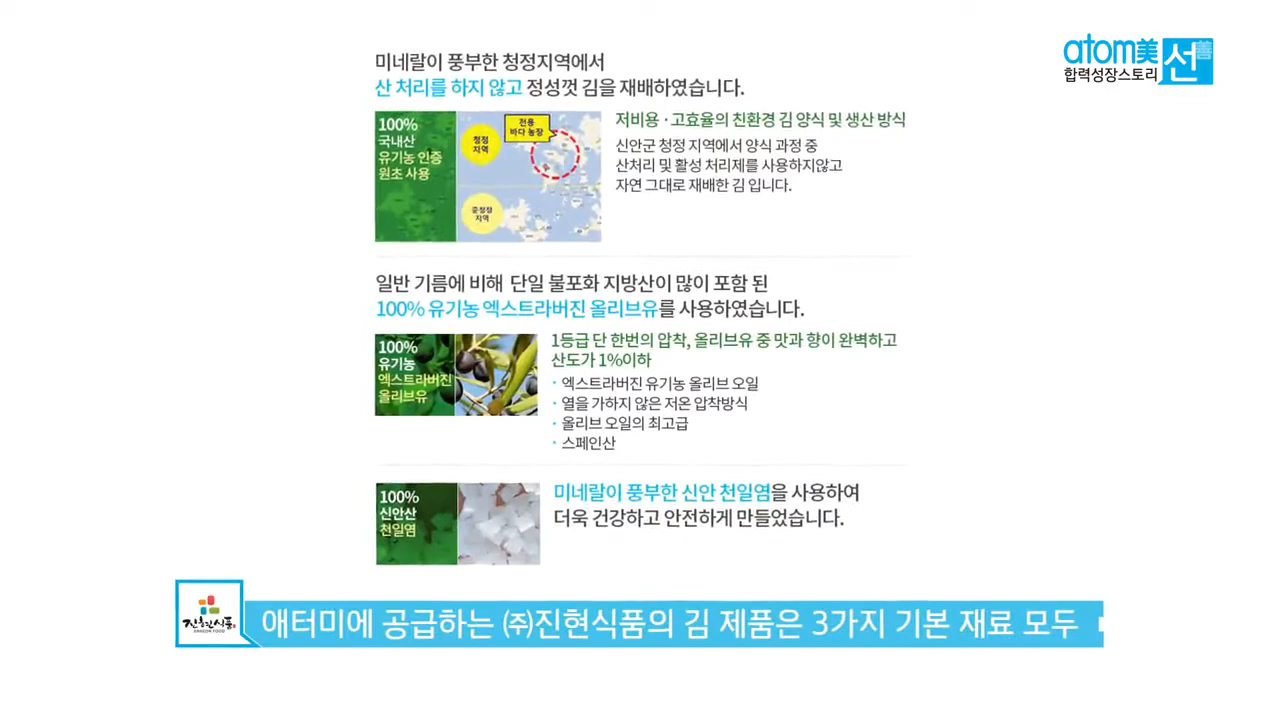 atom美
합력성장스토리
선善
미네랄이 풍부한 청정지역에서
산 처리를 하지 않고 정성껏 김을 재배하였습니다.
100%
국내산
유기농 인증
원초 사용
청정
지역
전용
바다 농장
준청정
지역
저비용 · 고효율의 친환경 김 양식 및 생산 방식
신안군 청정 지역에서 양식 과정 중
산처리 및 활성 처리제를 사용하지않고
자연 그대로 재배한 김 입니다.
일반 기름에 비해 단일 불포화 지방산이 많이 포함 된
100% 유기농 엑스트라버진 올리브유를 사용하였습니다.
100%
유기농
엑스트라버진
올리브유
1등급 단 한번의 압착, 올리브유 중 맛과 향이 완벽하고
산도가 1%이하
· 엑스트라버진 유기농 올리브 오일
· 열을 가하지 않은 저온 압착방식
· 올리브 오일의 최고급
· 스페인산
100%
신안산
천일염
미네랄이 풍부한 신안 천일염을 사용하여
더욱 건강하고 안전하게 만들었습니다.
진현식품
애터미에 공급하는 ㈜진현식품의 김 제품은 3가지 기본 재료 모두